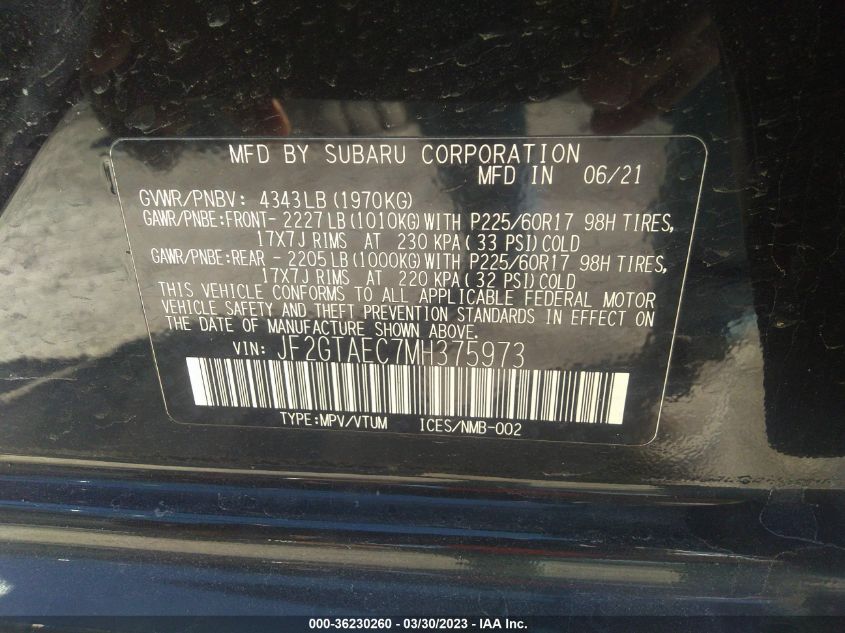 MFD BY SUBARU CORPORATION
MFD IN 06/21
GVWR/PNBV: 4343LB (1970KG)
GAWR/PNBE:FRONT- 2227LB(1010KG)WITH P225/60R17 98H TIRES,
17X7J RIMS AT 230 KPA( 33 PSI)COLD
GAWR/PNBE:REAR - 2205LB(1000KG)WITH P225/60R17 98H TIRES,
17X7J RIMS AT 220 KPA( 32 PSI)COLD
THIS VEHICLE CONFORMS TO ALL APPLICABLE FEDERAL MOTOR
VEHICLE SAFETY AND THEFT PREVENTION STANDARDS IN EFFECT ON
THE DATE OF MANUFACTURE SHOWN ABOVE.
VIN: JF2GTAEC7MH375973
TYPE:MPV/VTUM ICES/NMB-002
000-36230260 - 03/30/2023 - IAA Inc.